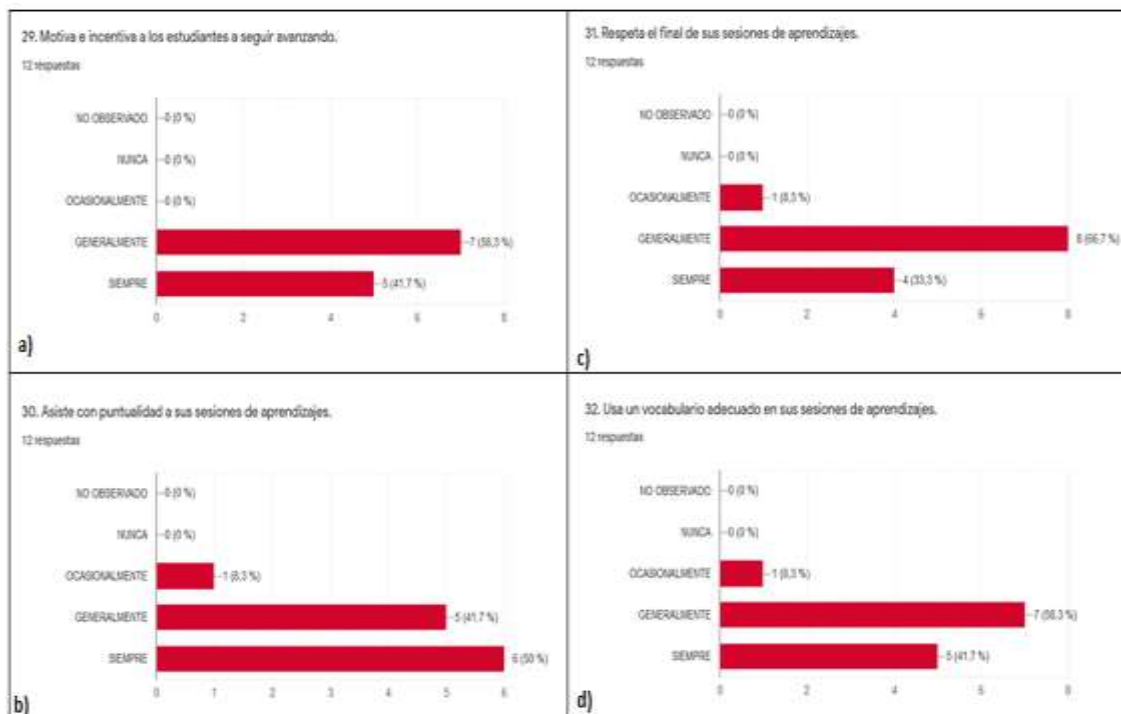 29. Motiva e incentiva a los estudiantes a seguir avanzando.
12 respuestas
NO OBSERVADO
0 (0 %)
NUNCA
0 (0 %)
OCASIONALMENTE
0 (0 %)
GENERALMENTE
7 (58,3 %)
SIEMPRE
5 (41,7 %)
0 2 4 6 8
a)
30. Asiste con puntualidad a sus sesiones de aprendizajes.
12 respuestas
NO OBSERVADO
0 (0 %)
NUNCA
0 (0 %)
OCASIONALMENTE
1 (8,3 %)
GENERALMENTE
5 (41,7 %)
SIEMPRE
6 (50 %)
0 1 2 3 4 5 6
b)
31. Respeta el final de sus sesiones de aprendizajes.
12 respuestas
NO OBSERVADO
0 (0 %)
NUNCA
0 (0 %)
OCASIONALMENTE
1 (8,3 %)
GENERALMENTE
8 (66,7 %)
SIEMPRE
4 (33,3 %)
0 2 4 6 8
c)
32. Usa un vocabulario adecuado en sus sesiones de aprendizajes.
12 respuestas
NO OBSERVADO
0 (0 %)
NUNCA
0 (0 %)
OCASIONALMENTE
1 (8,3 %)
GENERALMENTE
7 (58,3 %)
SIEMPRE
5 (41,7 %)
0 2 4 6 8
d)